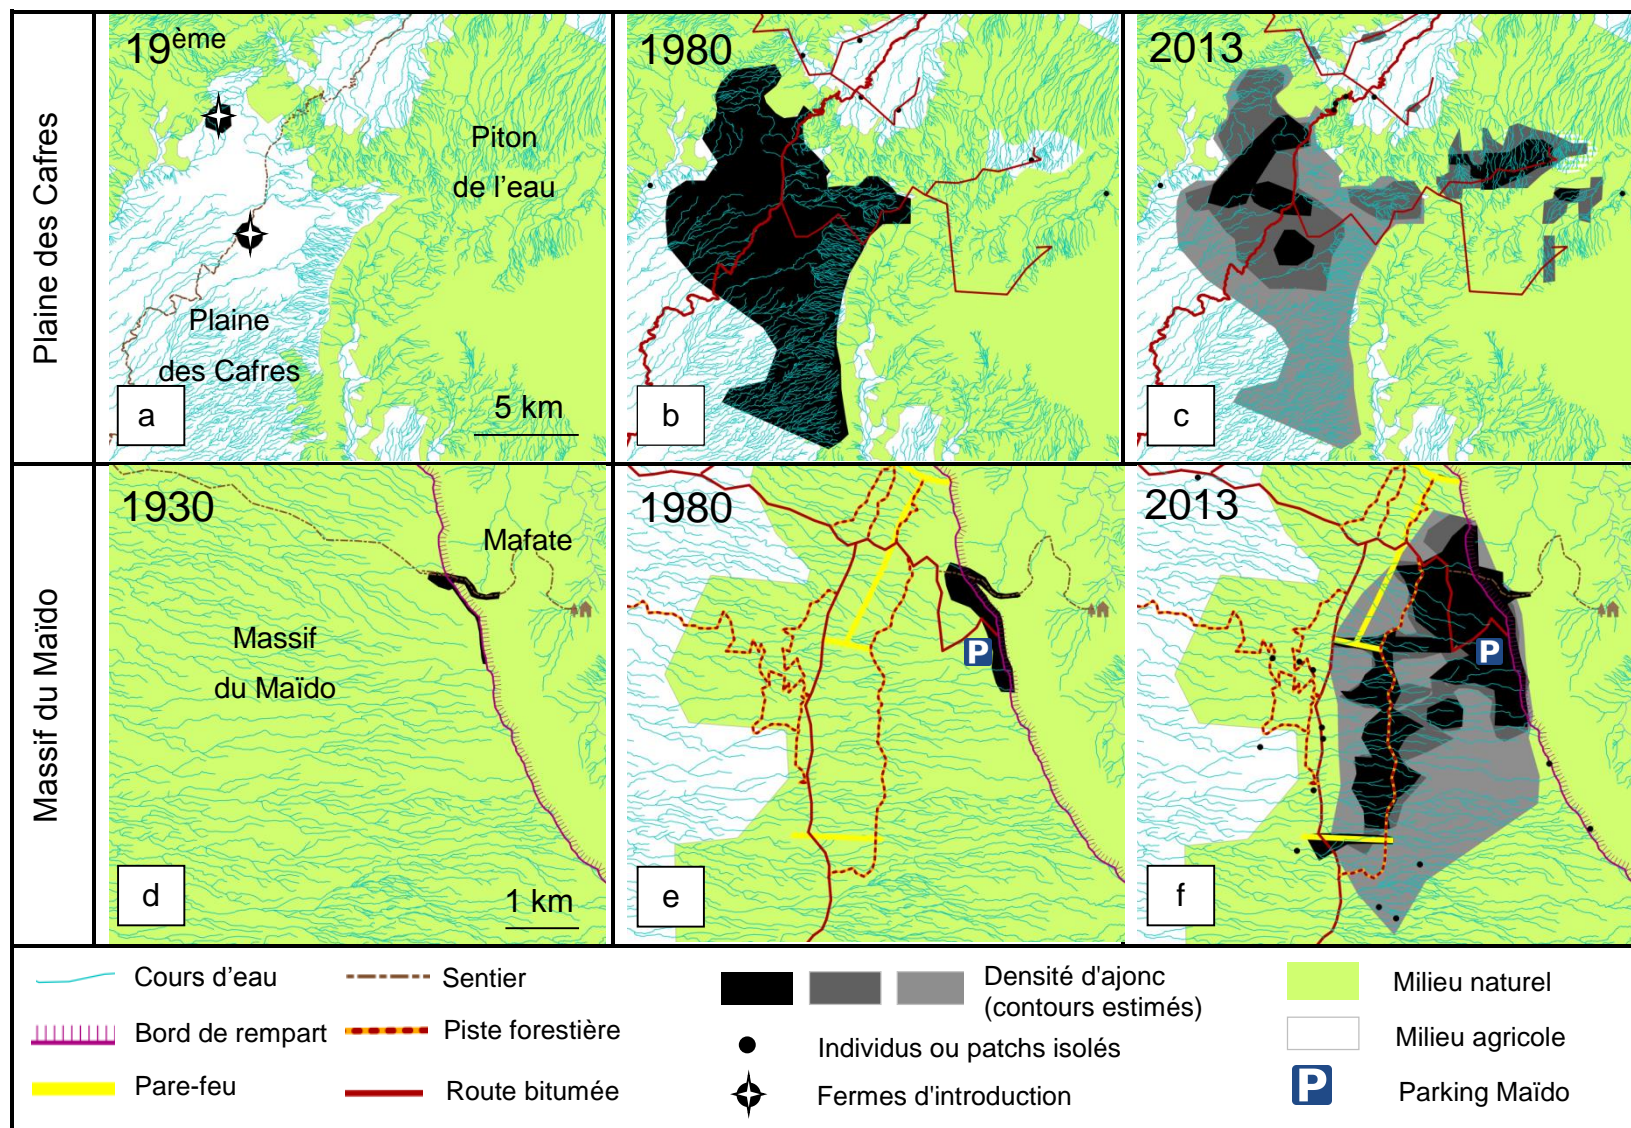 Plaine des Cafres
19ème
Piton
de l'eau
Plaine
des Cafres
a
5 km
1980
b
2013
c
Massif du Maïdo
1930
Mafate
Massif
du Maïdo
d
1 km
1980
P
e
2013
P
f
Cours d'eau
Bord de rempart
Pare-feu
Sentier
Piste forestière
Route bitumée
Densité d'ajonc
(contours estimés)
Individus ou patchs isolés
Fermes d'introduction
Milieu naturel
Milieu agricole
P
Parking Maïdo